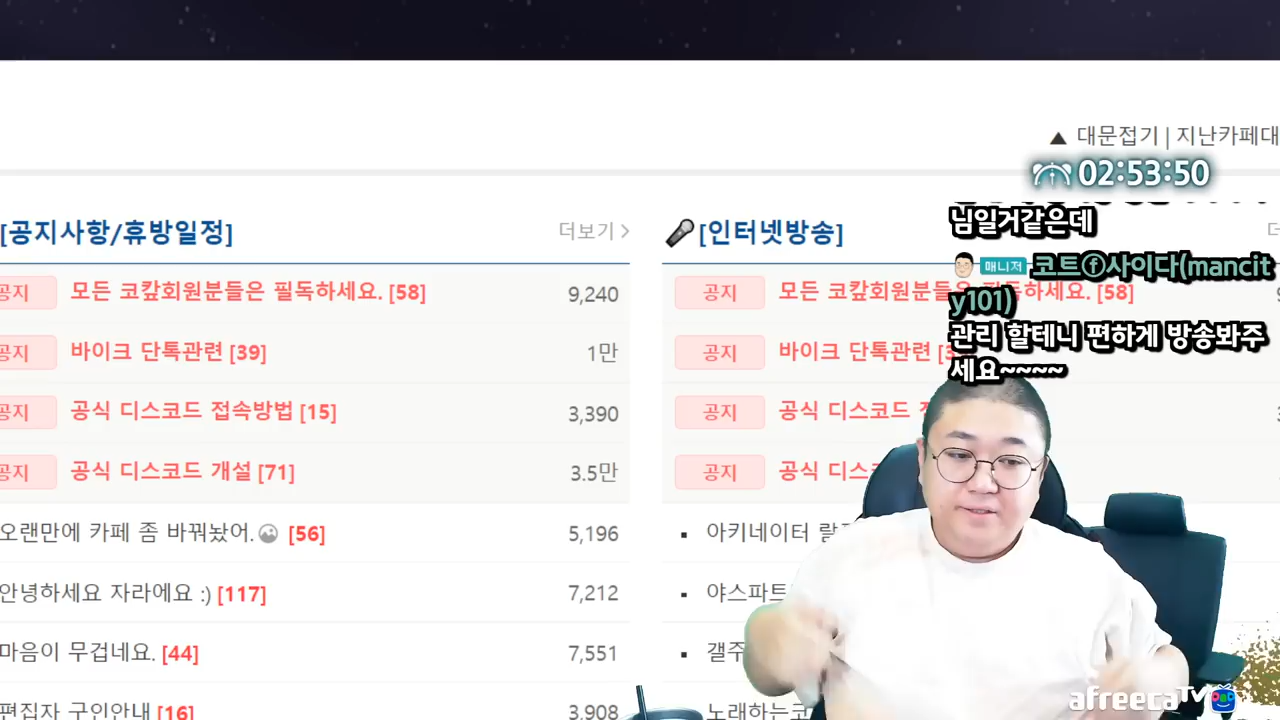 ▲ 대문접기 | 지난카페대
02:53:50
[공지사항/휴방일정]
더보기 >
[인터넷방송]
님일거같은데
공지 모든 코캎회원분들은 필독하세요. [58] 9,240
공지 모든 코캎회원분들은 필독하세요. [58]
매니저 코트ⓕ사이다(mancit
y101)
관리 할테니 편하게 방송봐주
세요~~~~
공지 바이크 단톡관련 [39] 1만
공지 바이크 단톡관련
공지 공식 디스코드 접속방법 [15] 3,390
공지 공식 디스코드
공지 공식 디스코드 개설 [71] 3.5만
공지 공식
오랜만에 카페 좀 바꿔놨어. [56] 5,196
아키네이터
안녕하세요 자라에요 :) [117] 7,212
야스파트
마음이 무겁네요. [44] 7,551
갤주
편집자 구인안내 [16] 3,908
노래하는코
afreecaTV